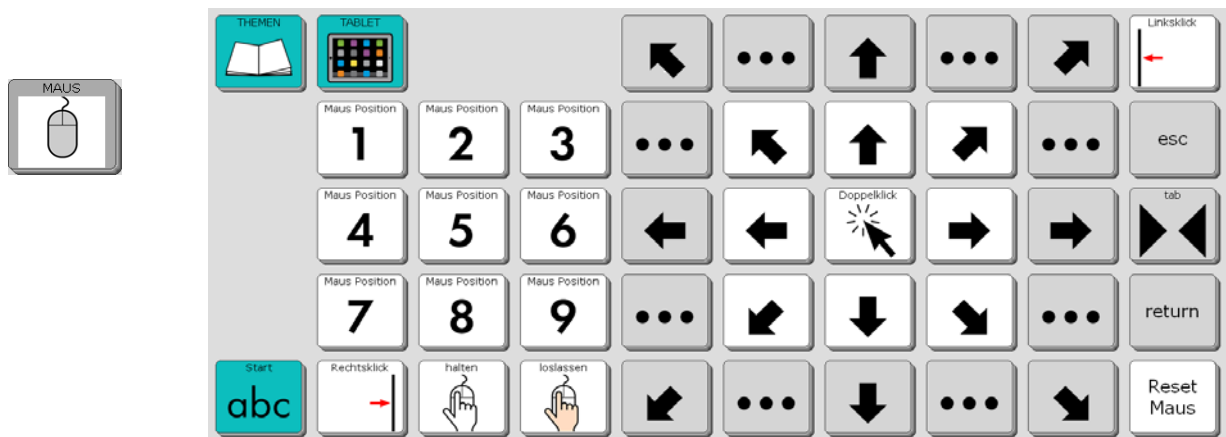 MAUS
THEMEN
TABLET
Linksklick
Maus Position
1
Maus Position
2
Maus Position
3
esc
Maus Position
4
Maus Position
5
Maus Position
6
Doppelklick
tab
Maus Position
7
Maus Position
8
Maus Position
9
return
Start
abc
Rechtsklick
halten
loslassen
Reset
Maus